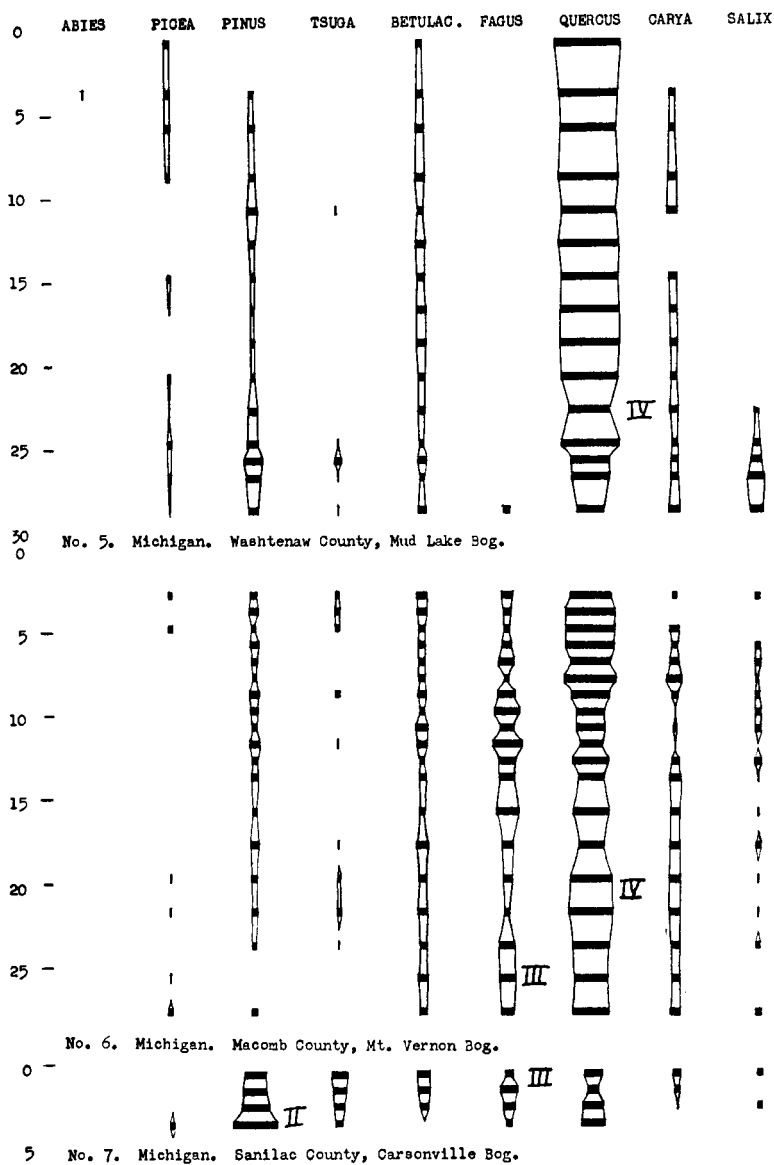 0 ABIES PICEA PINUS TSUGA BETULAC. FAGUS QUERCUS CARYA SALIX
5
10
15
20
IV
25
30
No. 5. Michigan. Washtenaw County, Mud Lake Bog.
0
5
10
15
20
IV
25
III
No. 6. Michigan. Macomb County, Mt. Vernon Bog.
0
III
II
5 No. 7. Michigan. Sanilac County, Carsonville Bog.